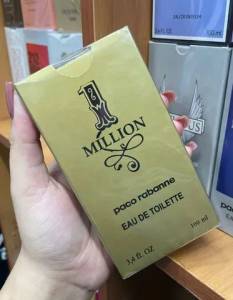 1
MILLION
paco rabanne
EAU DE TOILETTE
3,4 fl. OZ
100 ml